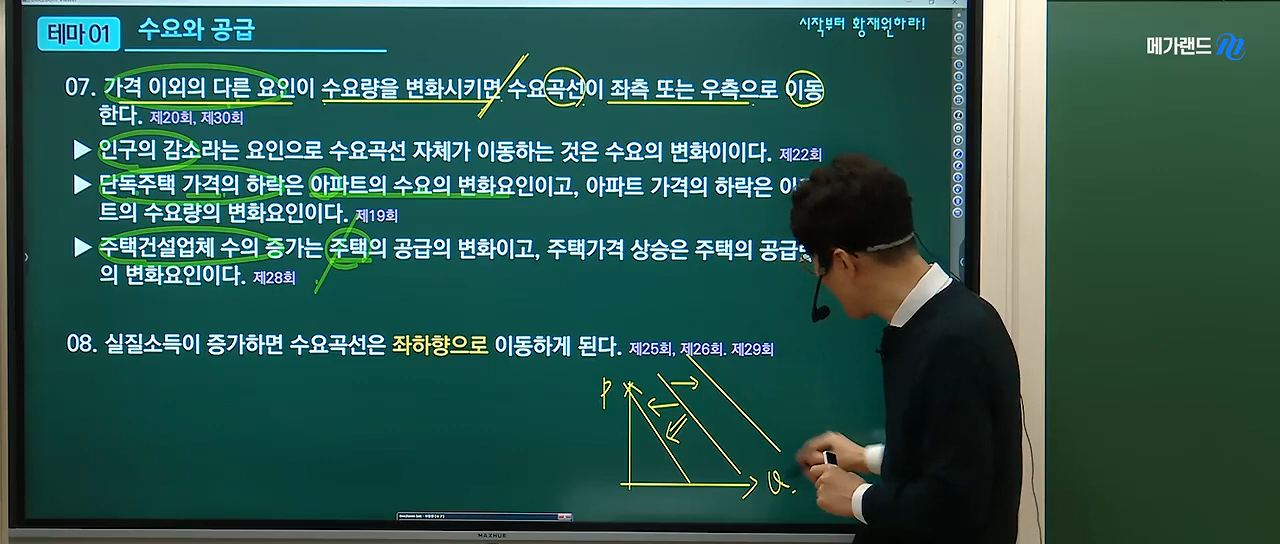 테마 01 수요와 공급
시작부터 황재원하라!
메가랜드
07. 가격 이외의 다른 요인이 수요량을 변화시키면 수요곡선이 좌측 또는 우측으로 이동
한다. 제20회, 제30회
▶ 인구의 감소라는 요인으로 수요곡선 자체가 이동하는 것은 수요의 변화이이다. 제22회
▶ 단독주택 가격의 하락은 아파트의 수요의 변화요인이고, 아파트 가격의 하락은
트의 수요량의 변화요인이다. 제19회
▶ 주택건설업체 수의 증가는 주택의 공급의 변화이고, 주택가격 상승은 주택의
의 변화요인이다. 제28회
08. 실질소득이 증가하면 수요곡선은 좌하향으로 이동하게 된다. 제25회, 제26회. 제29회
P
Q.
MAXHUB